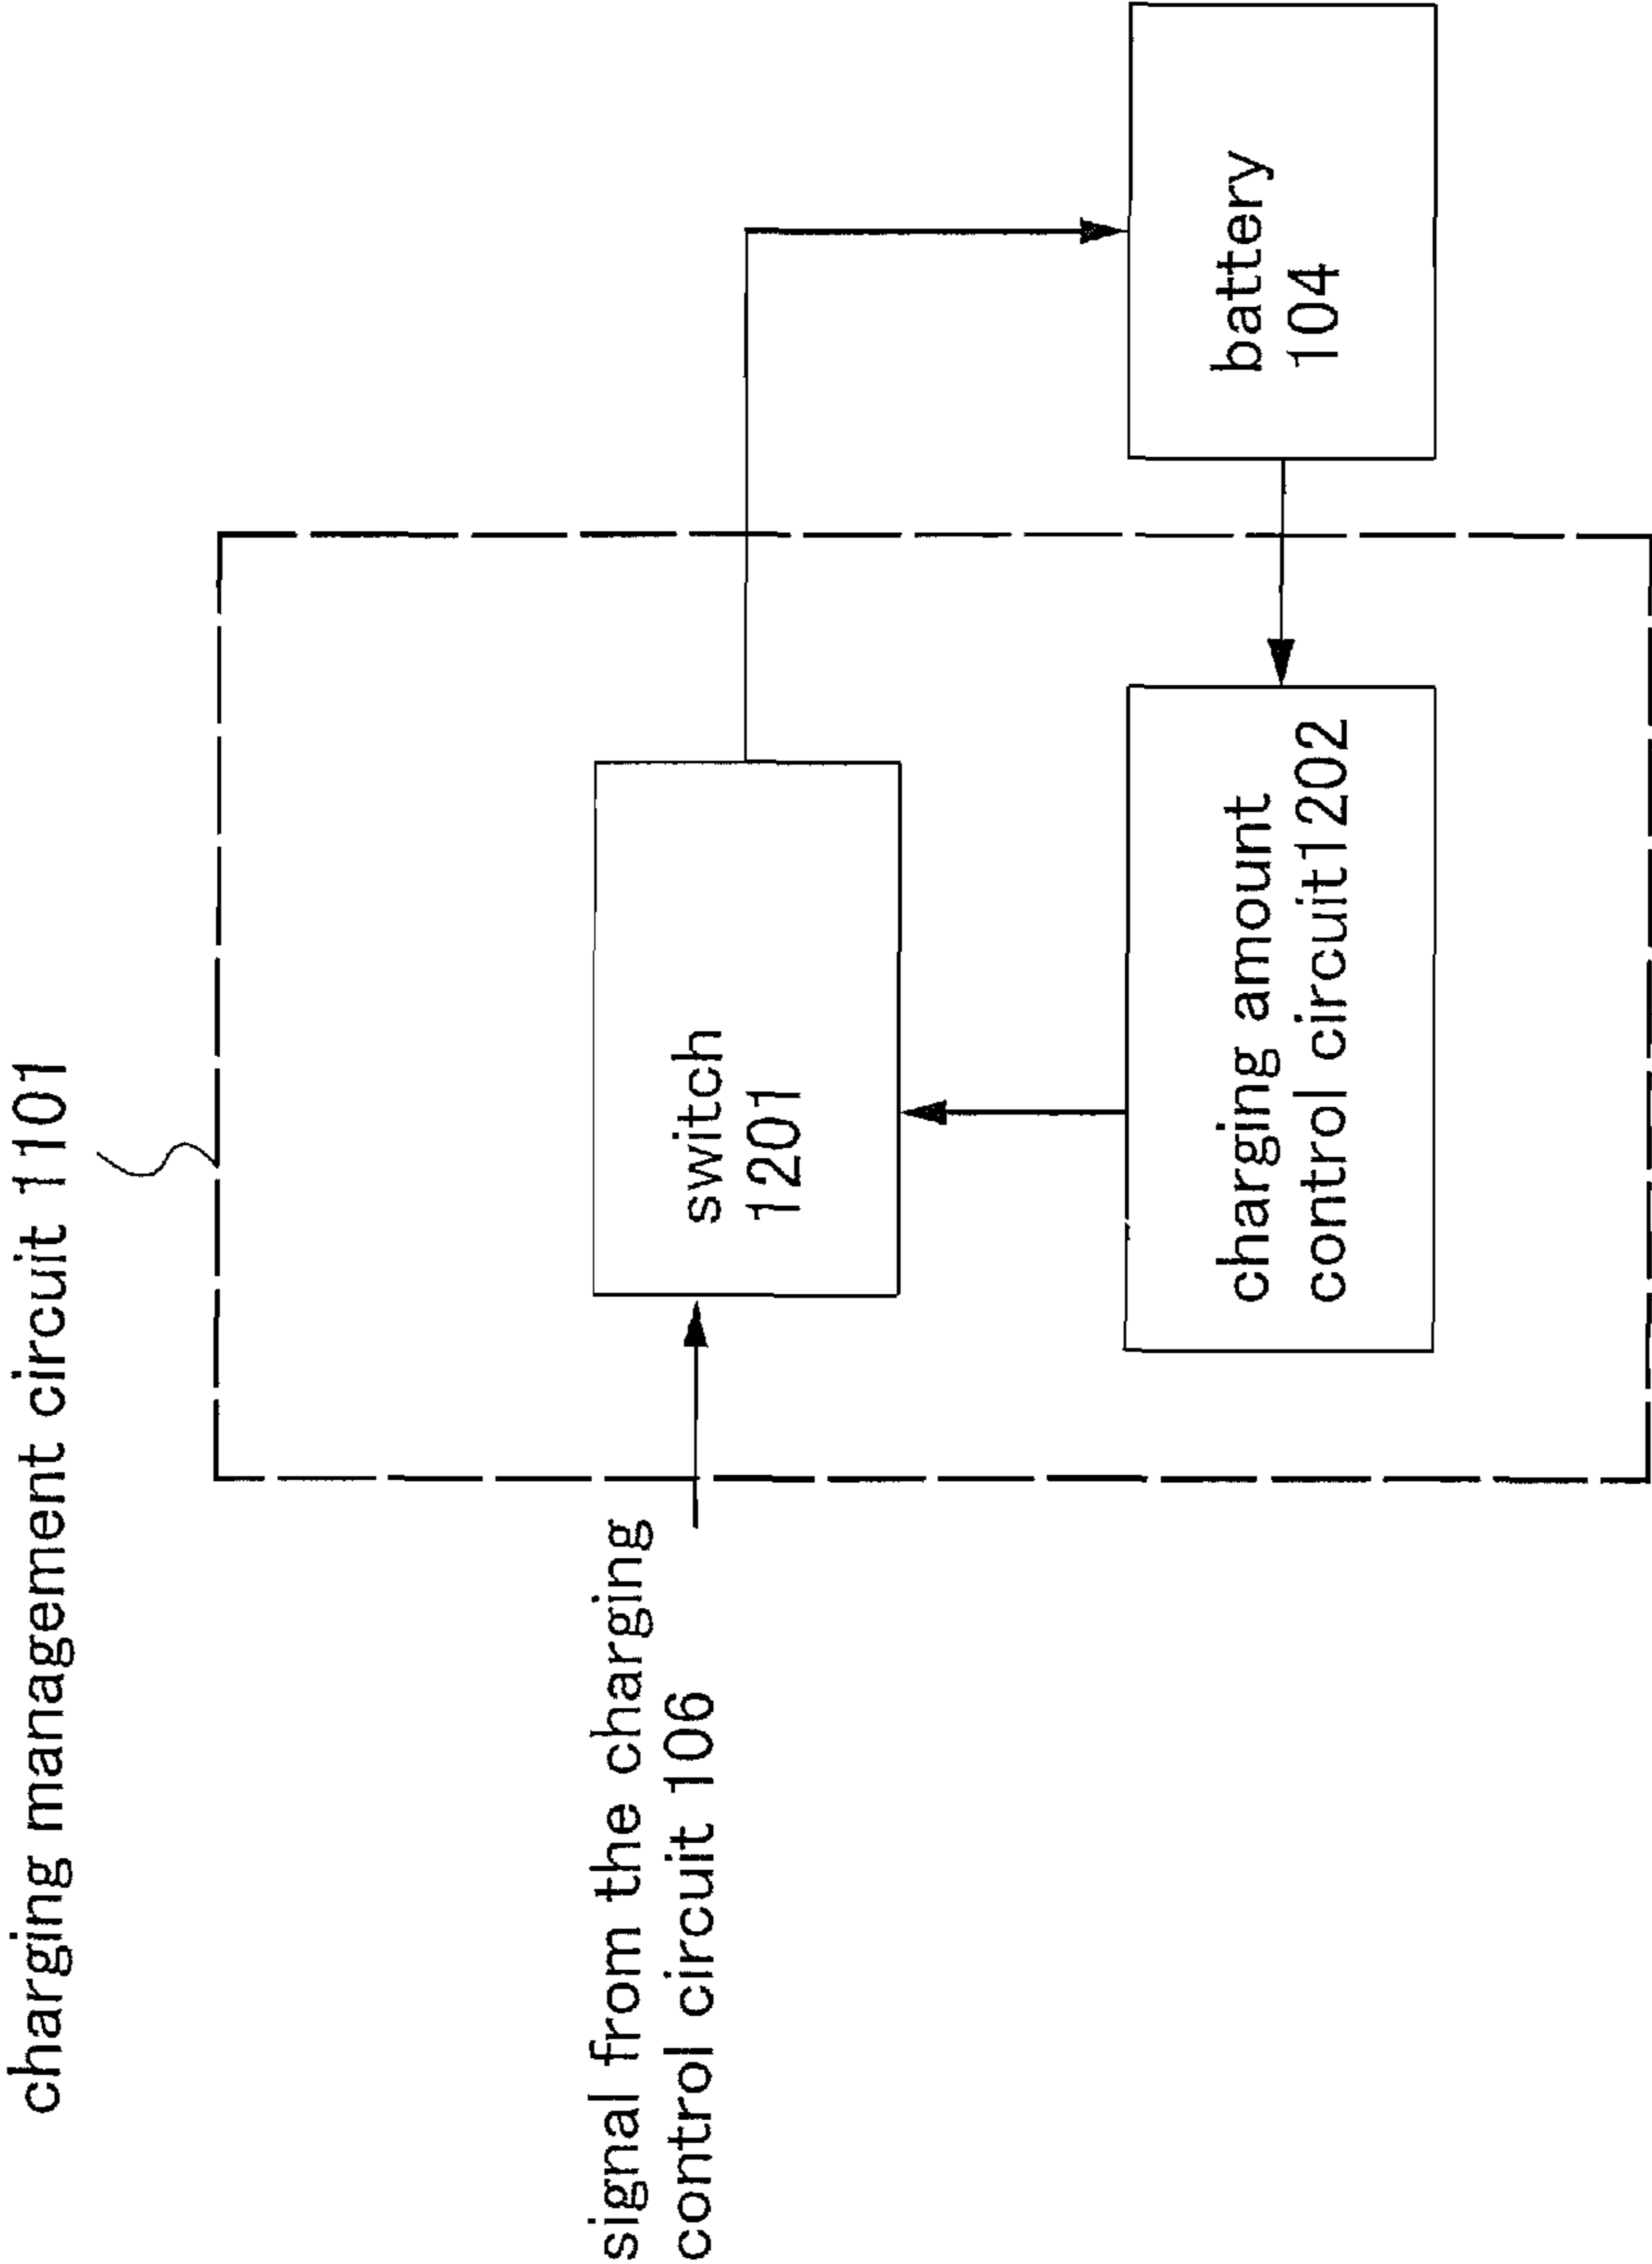 charging management circuit 1101
signal from the charging
control circuit 106
switch
1201
charging amount
control circuit1202
battery
104